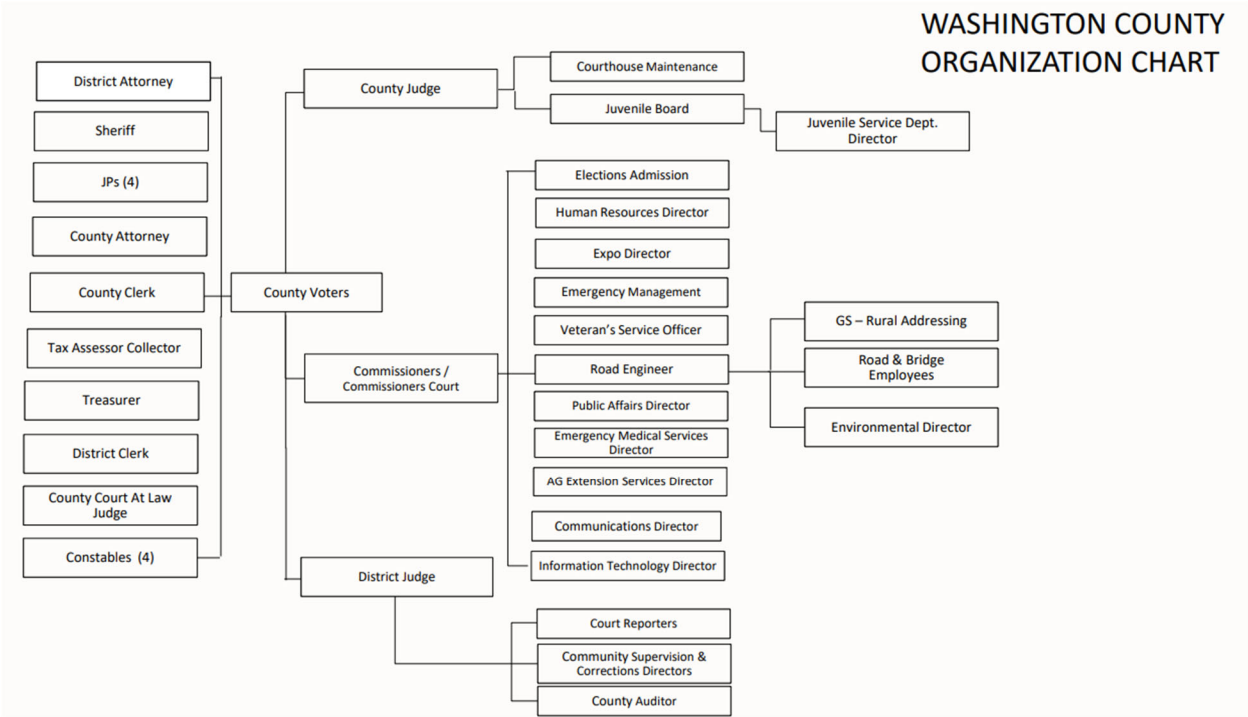 WASHINGTON COUNTY
ORGANIZATION CHART
District Attorney
Sheriff
JPs (4)
County Attorney
County Clerk
Tax Assessor Collector
Treasurer
District Clerk
County Court At Law
Judge
Constables (4)
County Voters
County Judge
Courthouse Maintenance
Juvenile Board
Juvenile Service Dept.
Director
Commissioners /
Commissioners Court
Elections Admission
Human Resources Director
Expo Director
Emergency Management
Veteran's Service Officer
Road Engineer
Public Affairs Director
Emergency Medical Services
Director
AG Extension Services Director
Communications Director
Information Technology Director
GS – Rural Addressing
Road & Bridge
Employees
Environmental Director
District Judge
Court Reporters
Community Supervision &
Corrections Directors
County Auditor